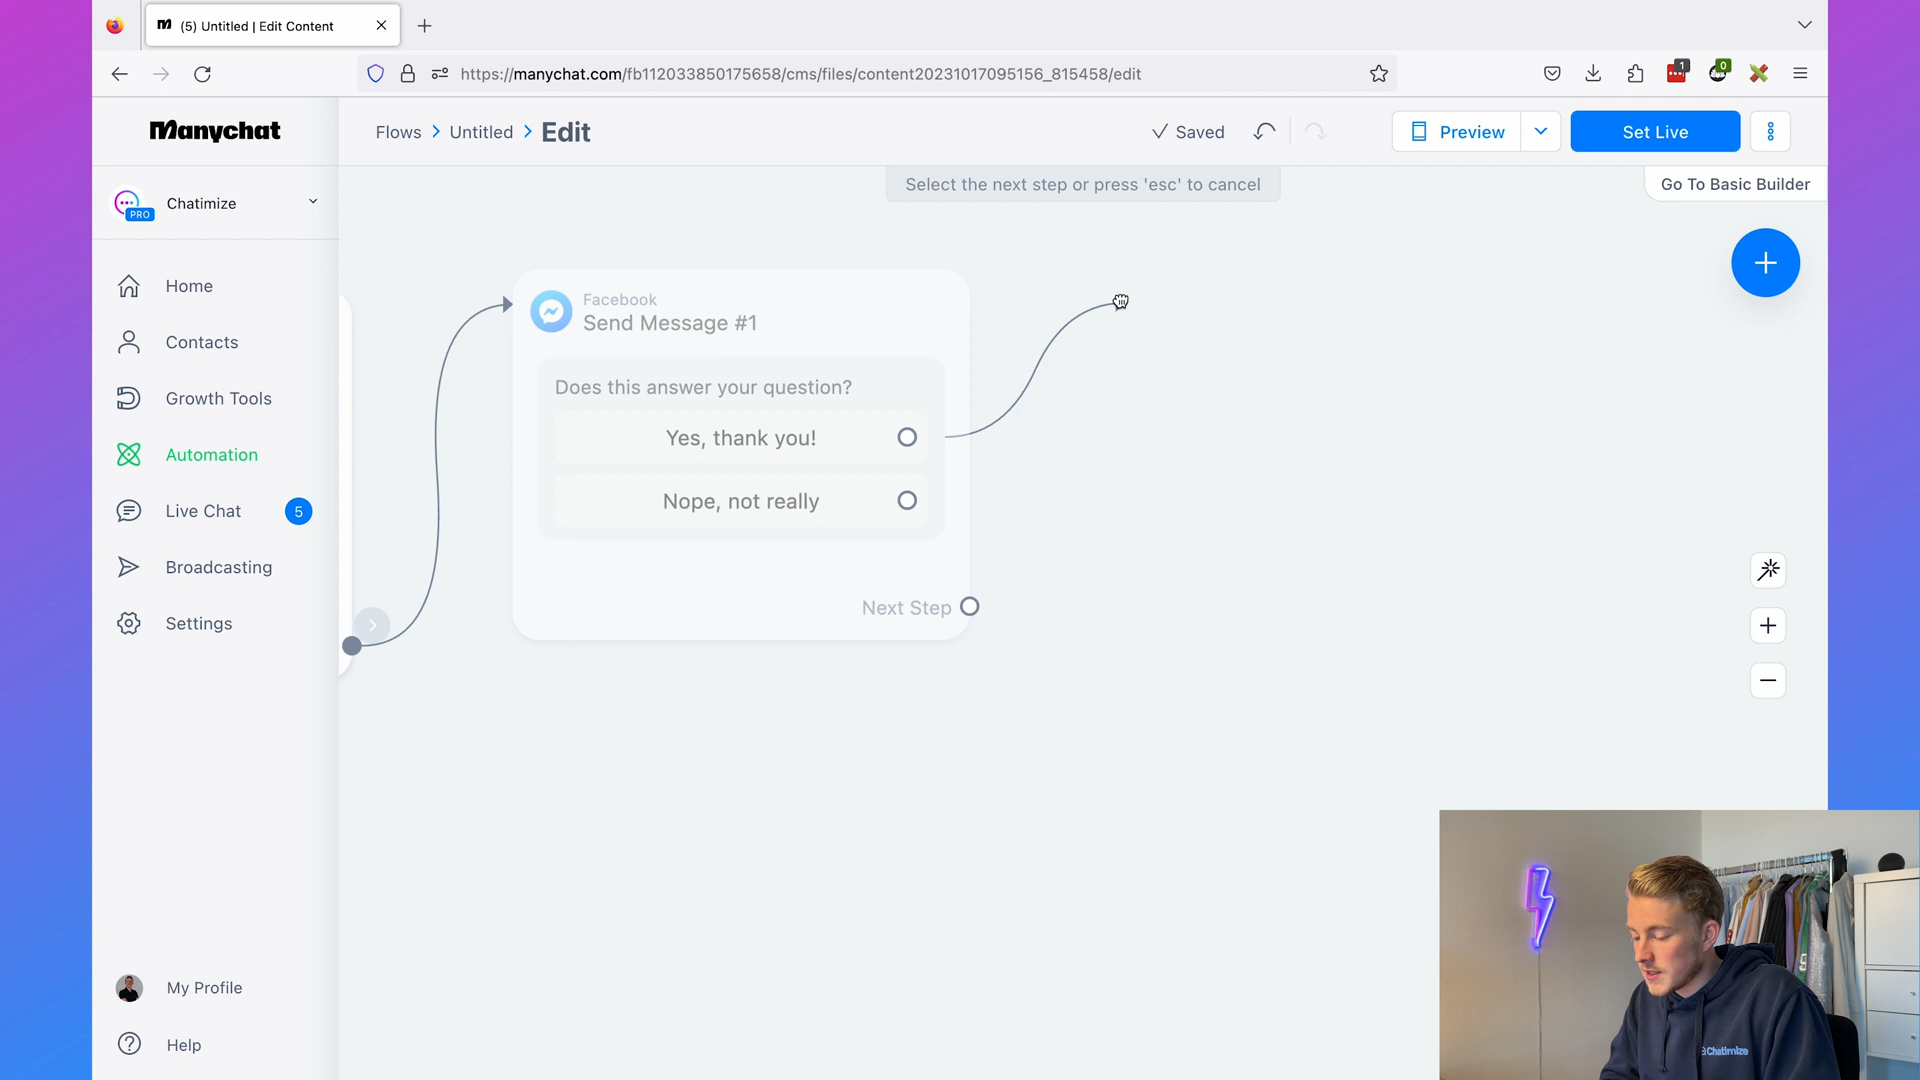 (5) Untitled | Edit Content
https://manychat.com/fb112033850175658/cms/files/content20231017095156_815458/edit
1
0
Manychat
Flows
Untitled
Edit
Saved
Preview
Set Live
Select the next step or press 'esc' to cancel
Go To Basic Builder
PRO
Chatimize
Home
Contacts
Growth Tools
Automation
Live Chat
5
Broadcasting
Settings
My Profile
Help
Facebook
Send Message #1
Does this answer your question?
Yes, thank you!
Nope, not really
Next Step
Chatimize